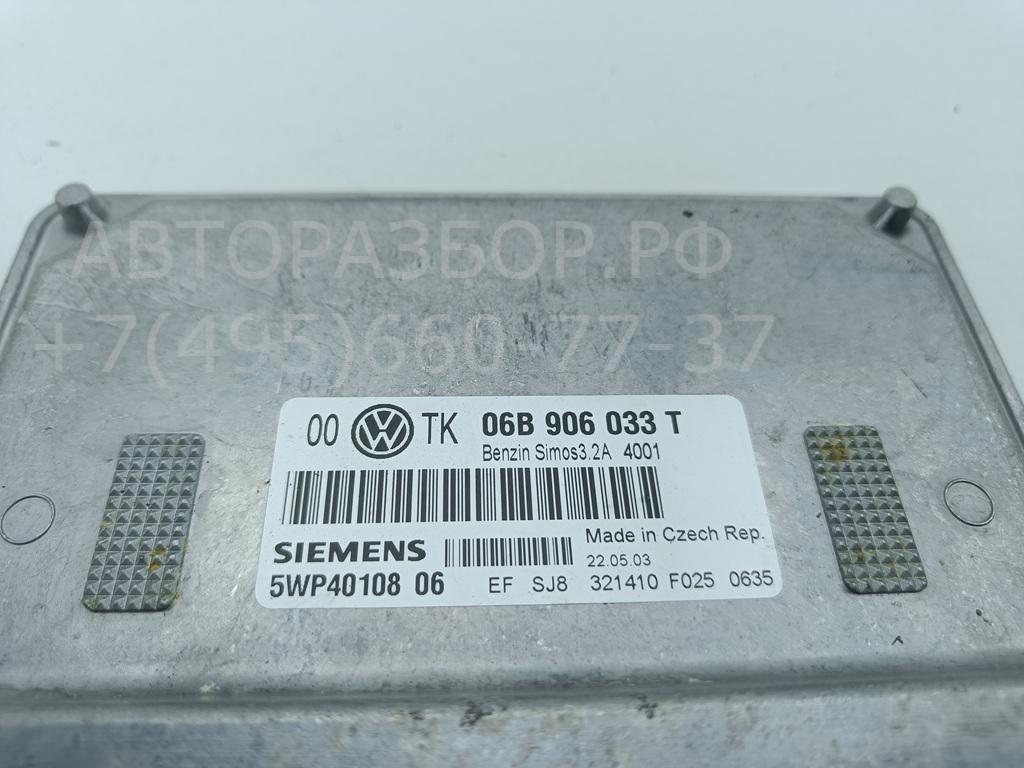 АВТОРАЗБОР.РФ
+7(495)660 77-37
00 VW TK 06B 906 033 T
Benzin Simos3.2A 4001
SIEMENS Made in Czech Rep.
22.05.03
5WP40108 06 EF SJ8 321410 F025 0635